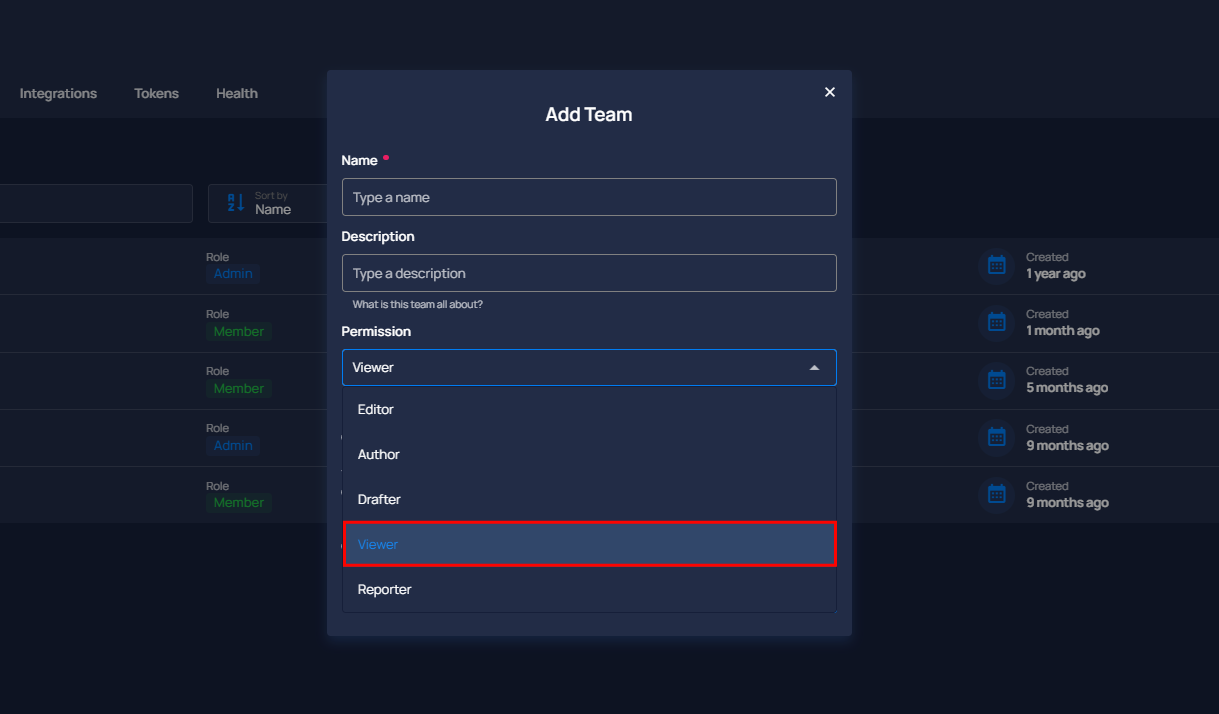 Integrations Tokens Health
Sort by
Name
Role
Admin
Role
Member
Role
Member
Role
Admin
Role
Member
Add Team
Name
Type a name
Description
Type a description
What is this team all about?
Permission
Viewer
Editor
Author
Drafter
Viewer
Reporter
Created
1 year ago
Created
1 month ago
Created
5 months ago
Created
9 months ago
Created
9 months ago